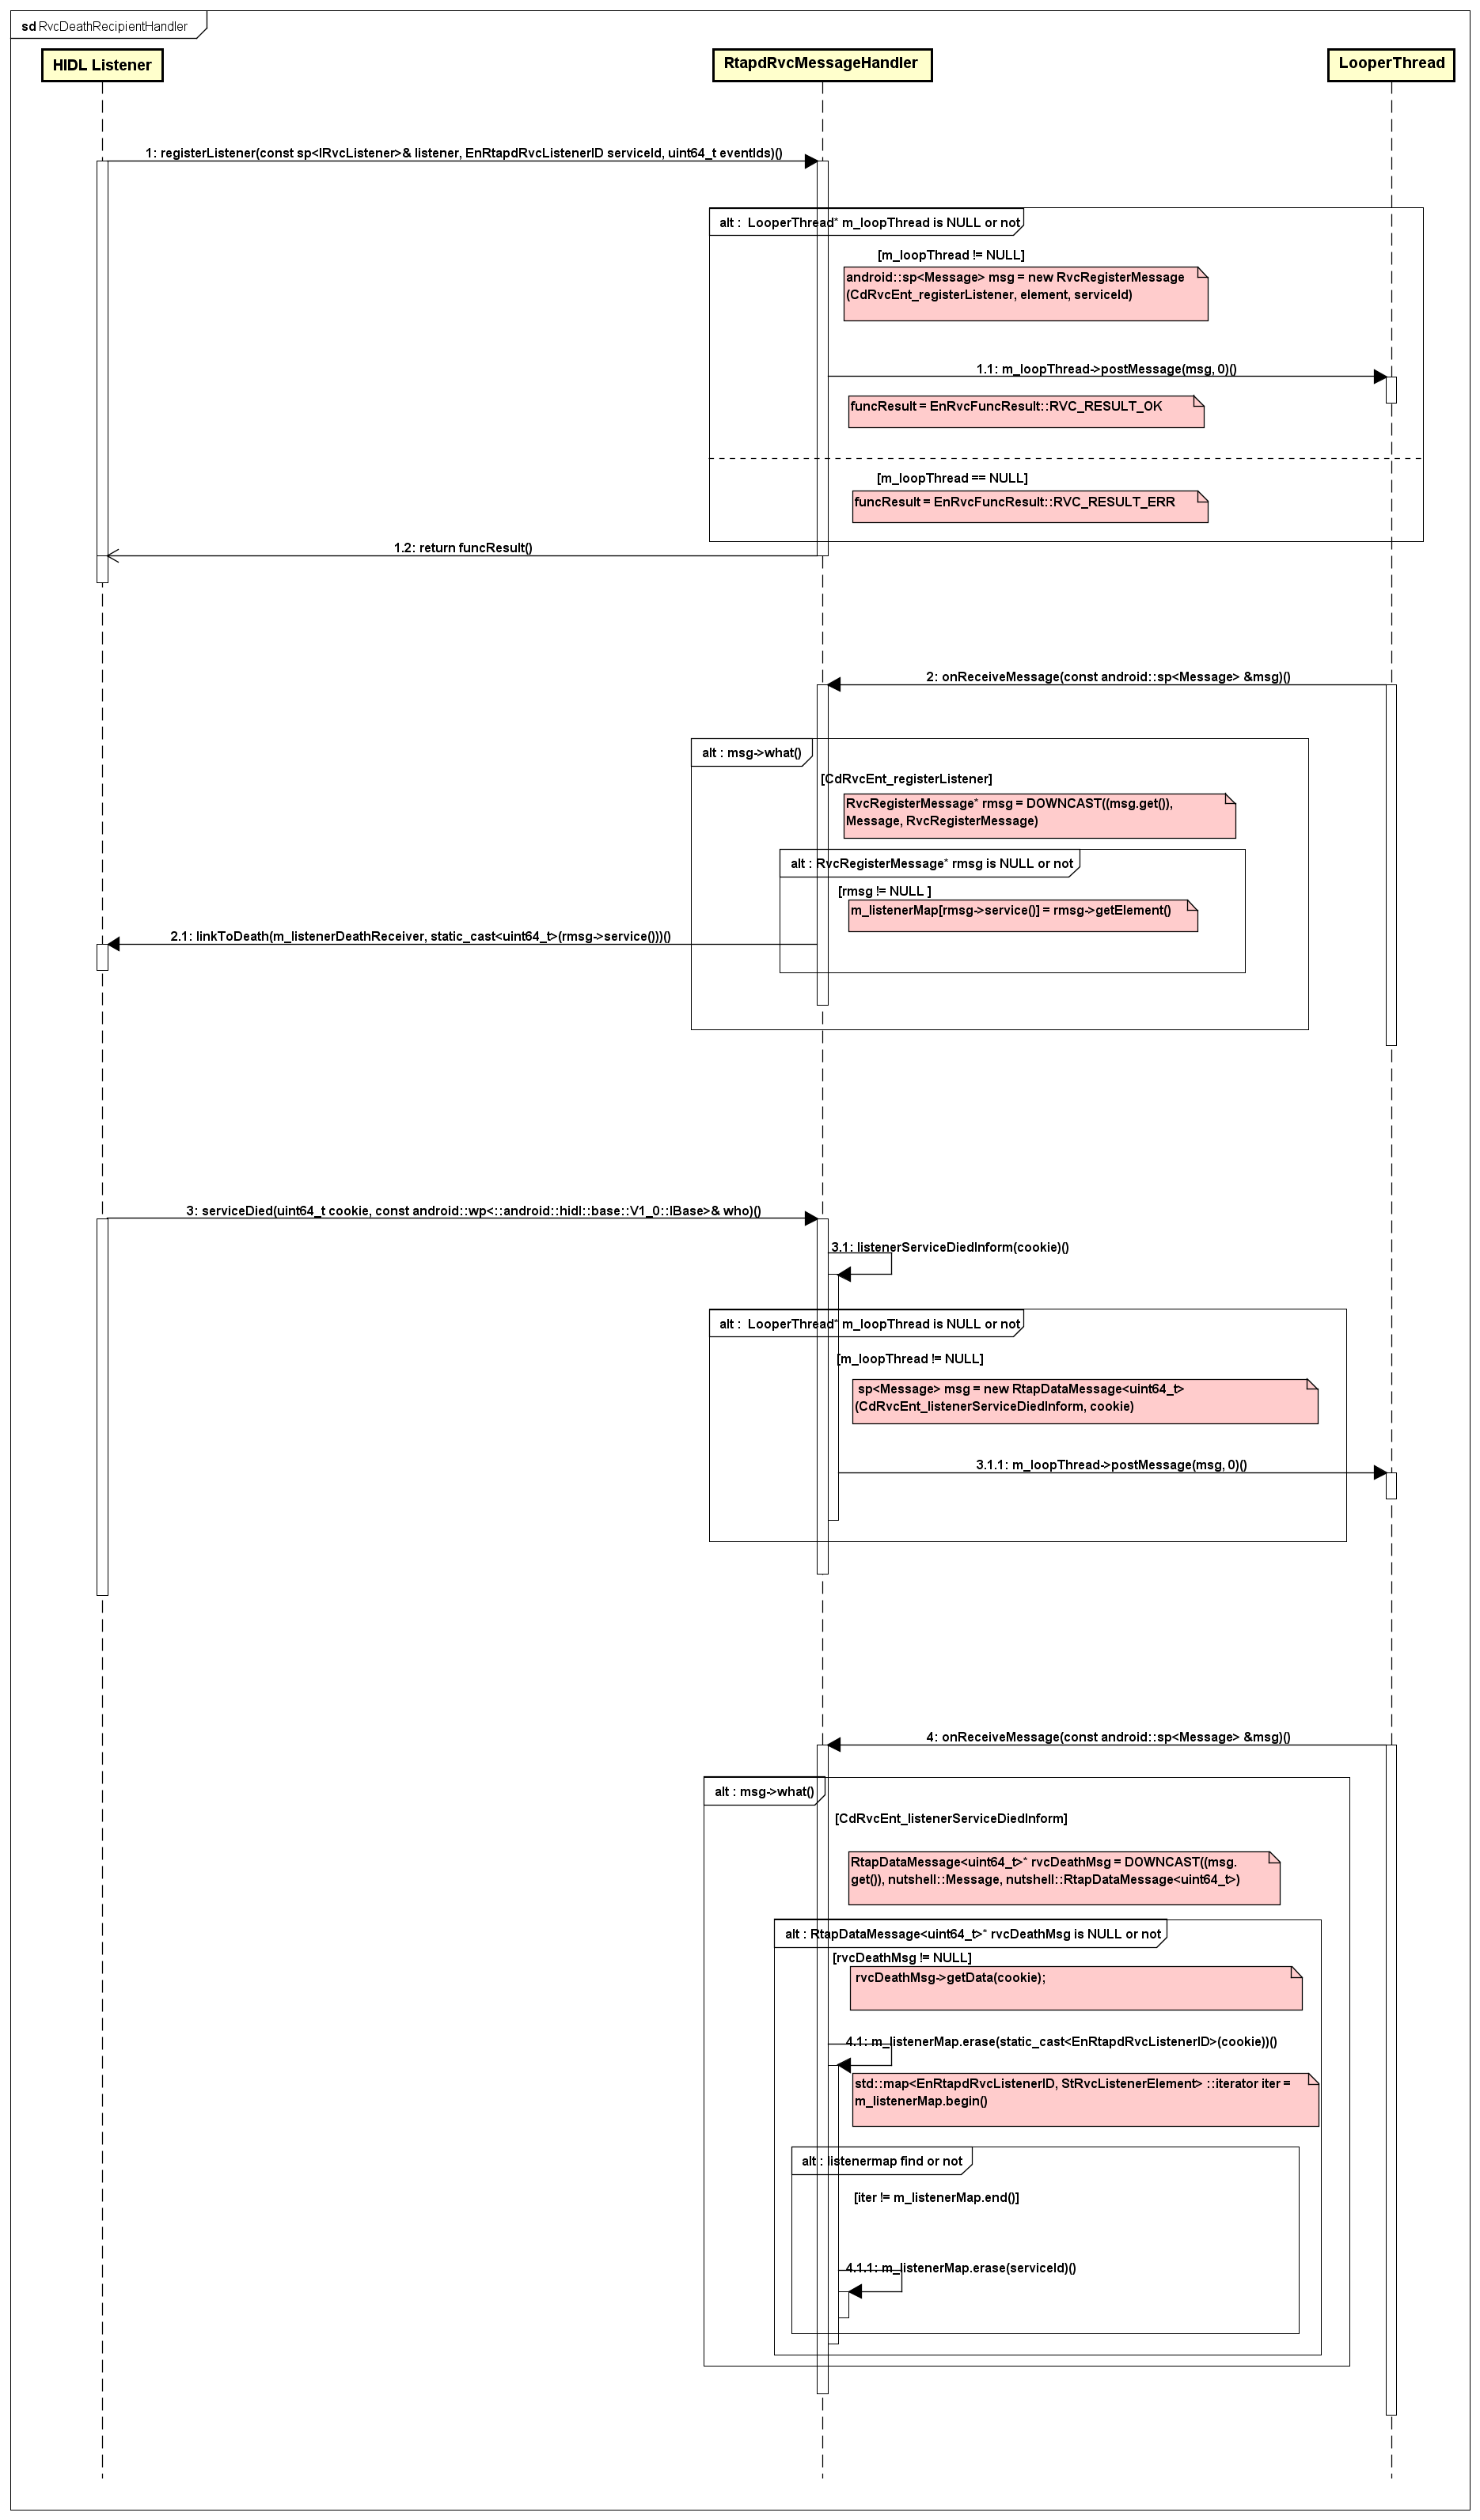 sd RvcDeathRecipientHandler
HIDL Listener
RtapdRvcMessageHandler
LooperThread
1: registerListener(const sp<IRvcListener>& listener, EnRtapdRvcListenerID serviceId, uint64_t eventIds)()
alt :  LooperThread* m_loopThread is NULL or not
[m_loopThread != NULL]
android::sp<Message> msg = new RvcRegisterMessage
(CdRvcEnt_registerListener, element, serviceId)
1.1: m_loopThread->postMessage(msg, 0)()
funcResult = EnRvcFuncResult::RVC_RESULT_OK
[m_loopThread == NULL]
funcResult = EnRvcFuncResult::RVC_RESULT_ERR
1.2: return funcResult()
2: onReceiveMessage(const android::sp<Message> &msg)()
alt : msg->what()
[CdRvcEnt_registerListener]
RvcRegisterMessage* rmsg = DOWNCAST((msg.get()),
Message, RvcRegisterMessage)
alt : RvcRegisterMessage* rmsg is NULL or not
[rmsg != NULL ]
m_listenerMap[rmsg->service()] = rmsg->getElement()
2.1: linkToDeath(m_listenerDeathReceiver, static_cast<uint64_t>(rmsg->service()))()
3: serviceDied(uint64_t cookie, const android::wp<::android::hidl::base::V1_0::IBase>& who)()
3.1: listenerServiceDiedInform(cookie)()
alt :  LooperThread* m_loopThread is NULL or not
[m_loopThread != NULL]
sp<Message> msg = new RtapDataMessage<uint64_t>
(CdRvcEnt_listenerServiceDiedInform, cookie)
3.1.1: m_loopThread->postMessage(msg, 0)()
4: onReceiveMessage(const android::sp<Message> &msg)()
alt : msg->what()
[CdRvcEnt_listenerServiceDiedInform]
RtapDataMessage<uint64_t>* rvcDeathMsg = DOWNCAST((msg.
get()), nutshell::Message, nutshell::RtapDataMessage<uint64_t>)
alt : RtapDataMessage<uint64_t>* rvcDeathMsg is NULL or not
[rvcDeathMsg != NULL]
rvcDeathMsg->getData(cookie);
4.1: m_listenerMap.erase(static_cast<EnRtapdRvcListenerID>(cookie))()
std::map<EnRtapdRvcListenerID, StRvcListenerElement> ::iterator iter =
m_listenerMap.begin()
alt : listenermap find or not
[iter != m_listenerMap.end()]
4.1.1: m_listenerMap.erase(serviceId)()